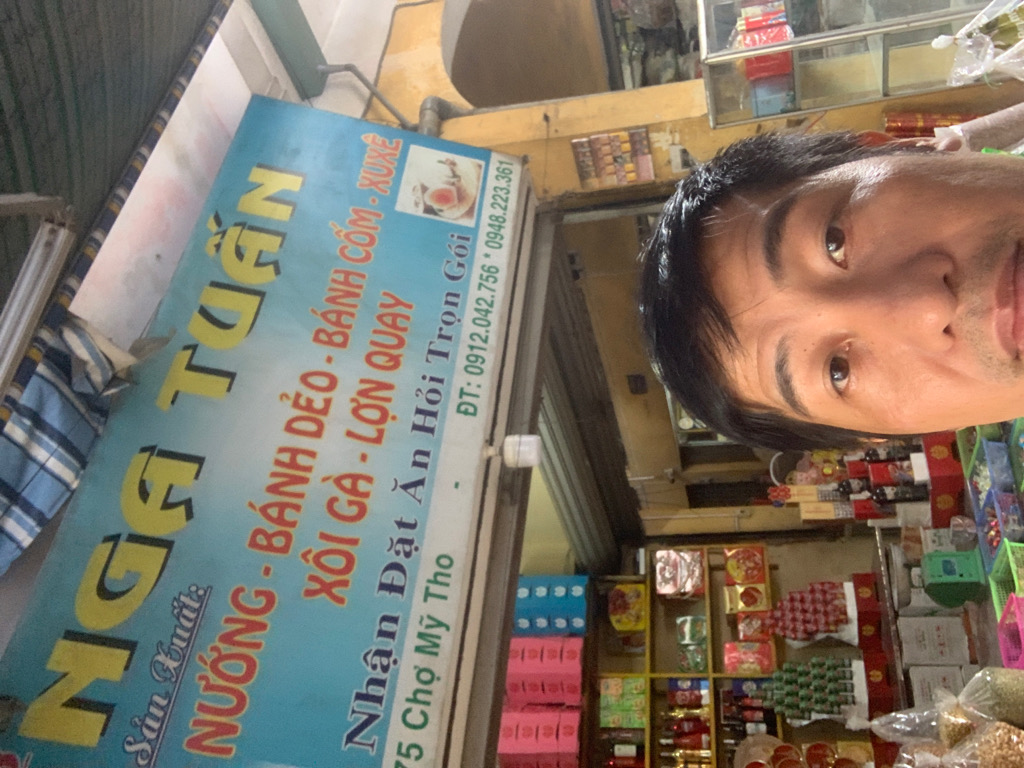 NGA TUẤN
Sản Xuất:
NƯỚNG - BÁNH DẺO - BÁNH CỐM - XUXÊ
XÔI GÀ - LỢN QUAY
Nhận Đặt Ăn Hỏi Trọn Gói
75 Chợ Mỹ Tho - ĐT: 0912.042.756 * 0948.223.361